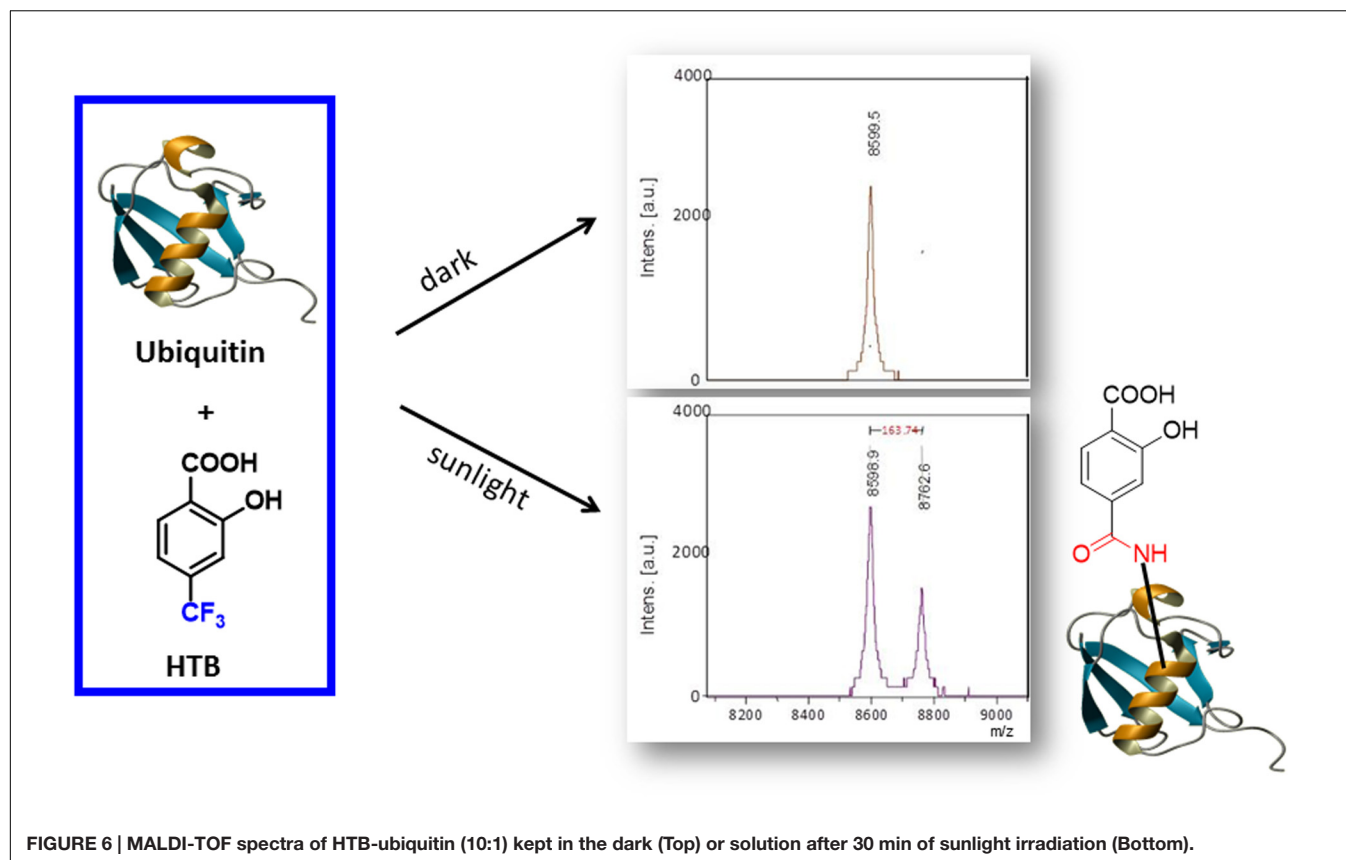 Ubiquitin
+
COOH
OH
CF3
HTB
dark
sunlight
4000
2000
0
Intens. [a.u.]
8599.5
4000
2000
0
Intens. [a.u.]
163.74
8598.9
8762.6
8200 8400 8600 8800 9000
m/z
COOH
OH
O
NH
FIGURE 6 | MALDI-TOF spectra of HTB-ubiquitin (10:1) kept in the dark (Top) or solution after 30 min of sunlight irradiation (Bottom).